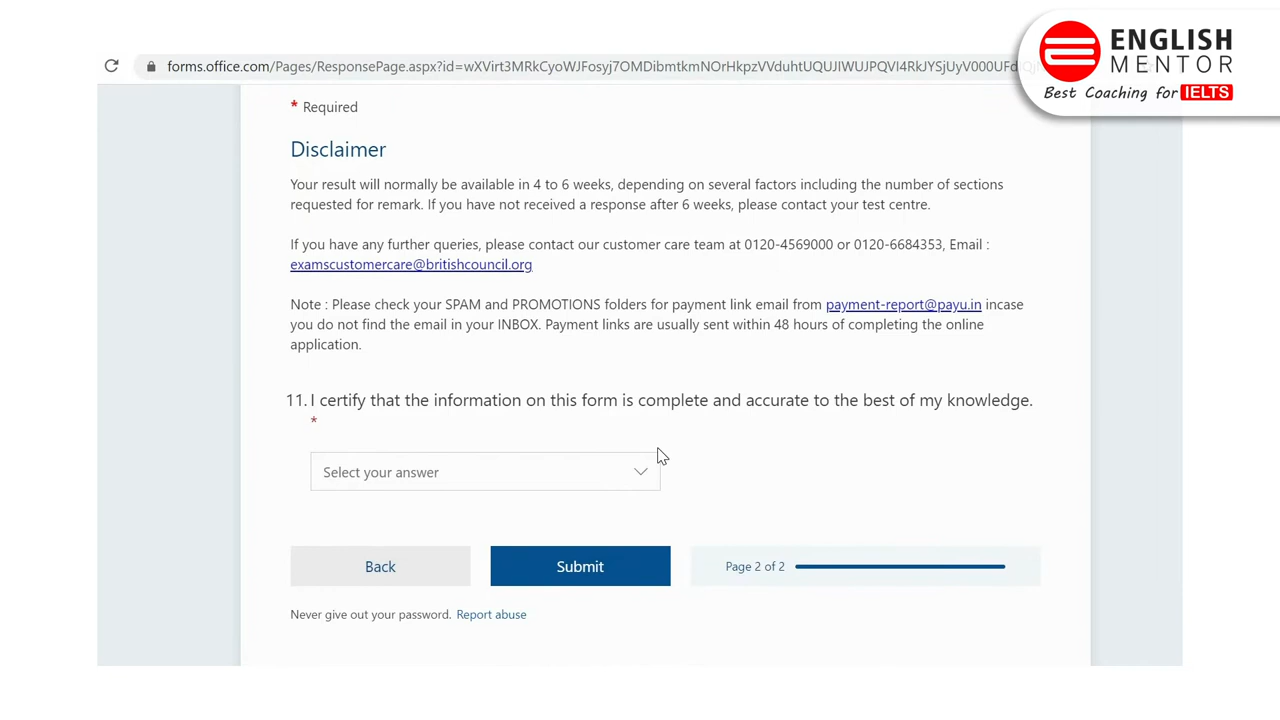 ENGLISH
MENTOR
Best Coaching for IELTS
forms.office.com/Pages/ResponsePage.aspx?id=wXVirt3MRkCyoWJFosyj7OMDibmtkmNOrHkpzVVduhtUQUJIWUJPQVI4RkJYSjUyV000UFd
* Required
Disclaimer
Your result will normally be available in 4 to 6 weeks, depending on several factors including the number of sections
requested for remark. If you have not received a response after 6 weeks, please contact your test centre.
If you have any further queries, please contact our customer care team at 0120-4569000 or 0120-6684353, Email :
examscustomercare@britishcouncil.org
Note : Please check your SPAM and PROMOTIONS folders for payment link email from payment-report@payu.in incase
you do not find the email in your INBOX. Payment links are usually sent within 48 hours of completing the online
application.
11. I certify that the information on this form is complete and accurate to the best of my knowledge.
*
Select your answer
Back
Submit
Page 2 of 2
Never give out your password. Report abuse